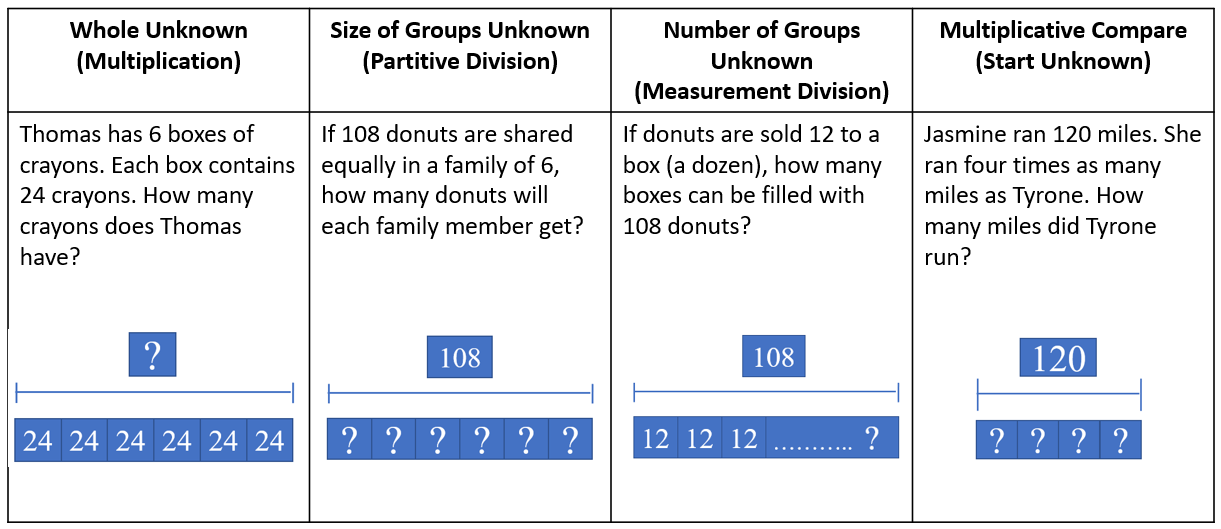 Whole Unknown
(Multiplication)
Size of Groups Unknown
(Partitive Division)
Number of Groups
Unknown
(Measurement Division)
Multiplicative Compare
(Start Unknown)
Thomas has 6 boxes of
crayons. Each box contains
24 crayons. How many
crayons does Thomas
have?
?
24 24 24 24 24 24
If 108 donuts are shared
equally in a family of 6,
how many donuts will
each family member get?
108
? ? ? ? ? ?
If donuts are sold 12 to a
box (a dozen), how many
boxes can be filled with
108 donuts?
108
12 12 12 ........... ?
Jasmine ran 120 miles. She
ran four times as many
miles as Tyrone. How
many miles did Tyrone
run?
120
? ? ? ?